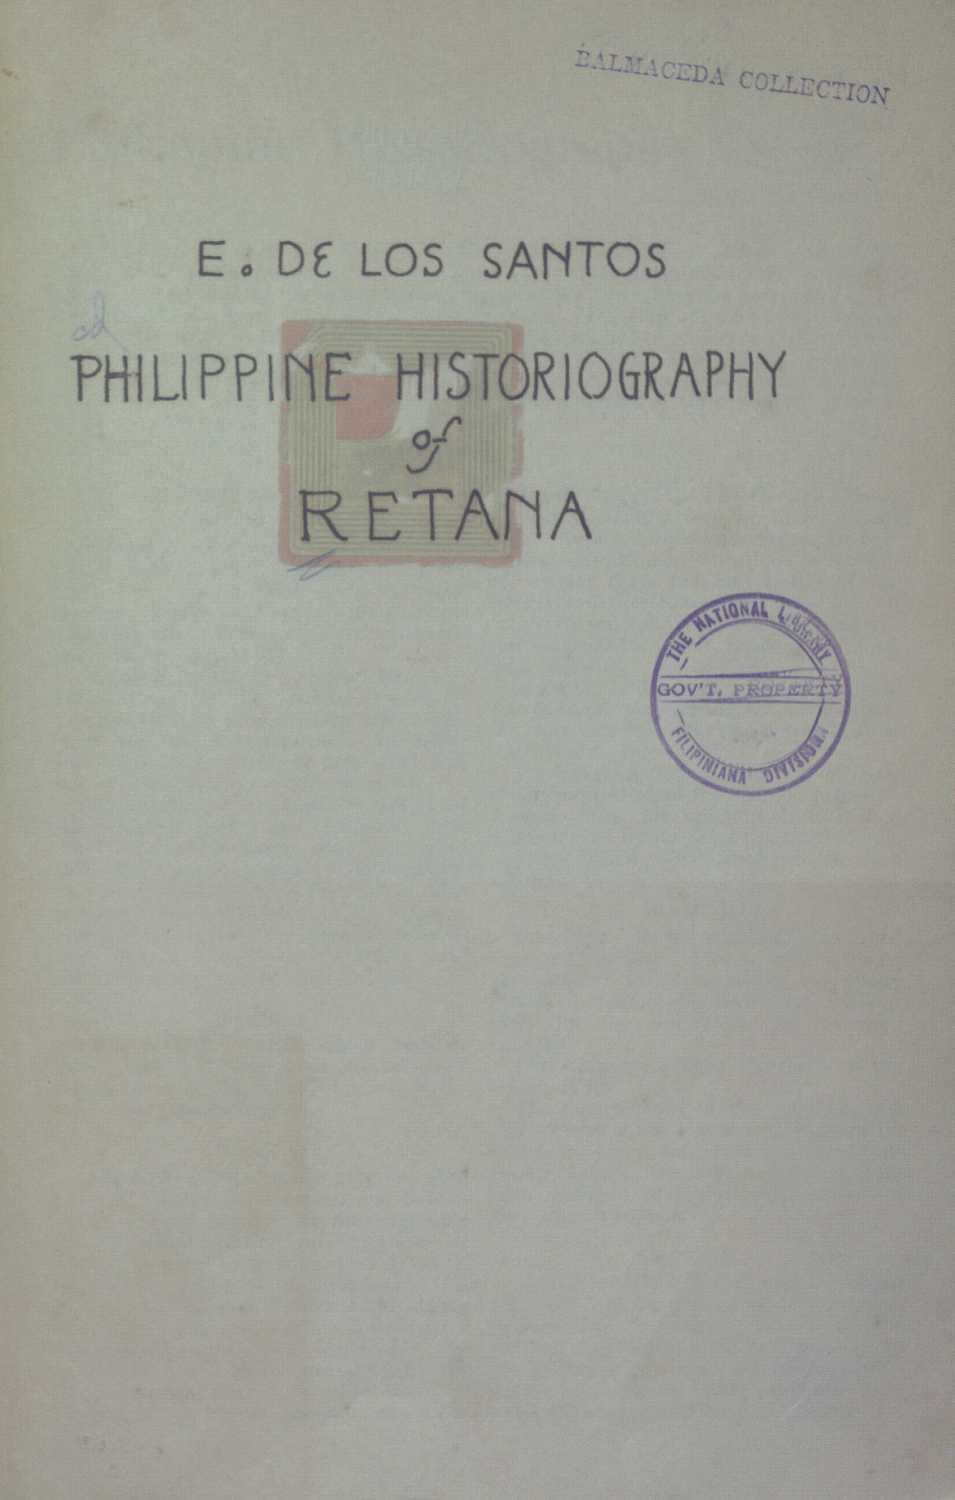 BALMACEDA COLLECTION
E. DE LOS SANTOS
PHILIPPINE HISTORIOGRAPHY
of
RETANA
THE NATIONAL LIBRARY
GOV'T. PROPERTY
FILIPINIANA DIVISION